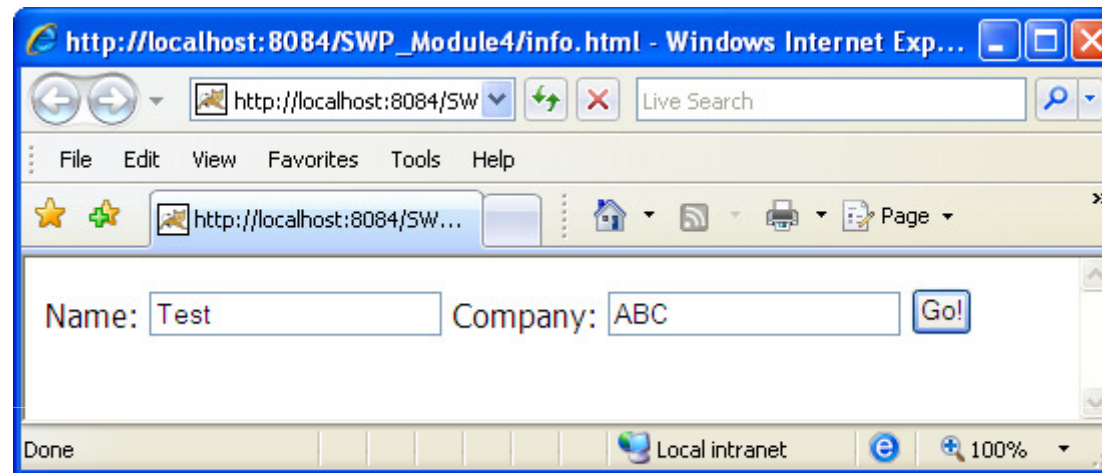 http://localhost:8084/SWP_Module4/info.html - Windows Internet Exp...
http://localhost:8084/SW
Live Search
File Edit View Favorites Tools Help
http://localhost:8084/SW...
Page
Name: Test Company: ABC Go!
Done Local intranet 100%